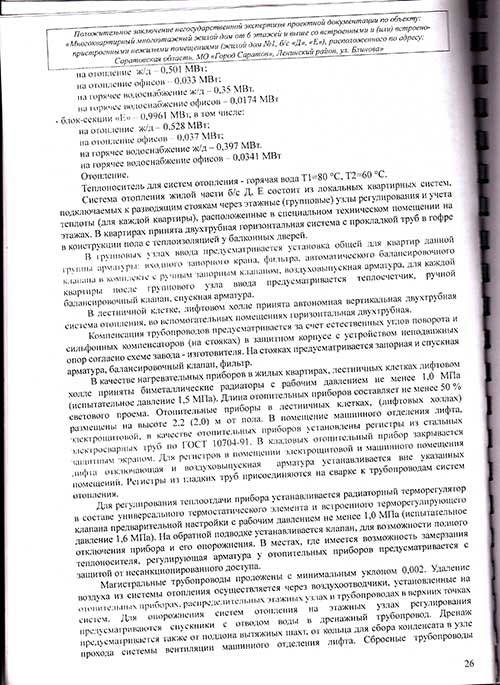 Положительное заключение негосударственной экспертизы проектной документации по объекту:
«Многоквартирный многоэтажный жилой дом от 6 этажей и выше со встроенными и (или) встроено-
пристроенными нежилыми помещениями (жилой дом №1, б/с «Д», «Е»), расположенного по адресу:
Саратовская область, МО «Город Саратов», Ленинский район, ул. Блинова»
на отопление ж/д – 0,501 МВт;
на отопление офисов – 0,033 МВт;
на горячее водоснабжение ж/д – 0,35 МВт.
на горячее водоснабжение офисов – 0,0174 МВт
- блок-секции «Е» – 0,9961 МВт, в том числе:
на отопление ж/д – 0,528 МВт;
на отопление офисов – 0,037 МВт;
на горячее водоснабжение ж/д – 0,397 МВт.
на горячее водоснабжение офисов – 0,0341 МВт
Отопление.
Теплоноситель для систем отопления - горячая вода Т1=80 °С, Т2=60 °С.
Система отопления жилой части б/с Д, Е состоит из локальных квартирных систем,
подключаемых к разводящим стоякам через этажные (групповые) узлы регулирования и учета
теплоты (для каждой квартиры), расположенные в специальном техническом помещении на
этажах. В квартирах принята двухтрубная горизонтальная система с прокладкой труб в гофре
в конструкции пола с теплоизоляцией у балконных дверей.
В групповых узлах ввода предусматривается установка общей для квартир данной
группы арматуры: входного запорного крана, фильтра, автоматического балансировочного
клапана в комплекте с ручным запорным клапаном, воздуховыпускная арматура, для каждой
квартиры после группового узла ввода предусматривается теплосчетчик, ручной
балансировочный клапан, спускная арматура.
В лестничной клетке, лифтовом холле принята автономная вертикальная двухтрубная
система отопления, во вспомогательных помещениях горизонтальная двухтрубная.
Компенсация трубопроводов предусматривается за счет естественных углов поворота и
сильфонных компенсаторов (на стояках) в защитном корпусе с устройством неподвижных
опор согласно схеме завода - изготовителя. На стояках предусматривается запорная и спускная
арматура, балансировочный клапан, фильтр.
В качестве нагревательных приборов в жилых квартирах, лестничных клетках лифтовом
холле приняты биметаллические радиаторы с рабочим давлением не менее 1,0 МПа
(испытательное давление 1,5 МПа). Длина отопительных приборов составляет не менее 50 %
светового проема. Отопительные приборы в лестничных клетках, (лифтовых холлах)
размещены на высоте 2.2 (2.0) м от пола. В помещение машинного отделения лифта,
электрощитовой, в качестве отопительных приборов установлены регистры из стальных
электросварных труб по ГОСТ 10704-91. В кладовых отопительный прибор закрывается
защитным экраном. Для регистров в помещении электрощитовой и машинного помещения
лифта отключающая и воздуховыпускная арматура устанавливается вне указанных
помещений. Регистры из гладких труб присоединяются на сварке к трубопроводам систем
отопления.
Для регулирования теплоотдачи прибора устанавливается радиаторный терморегулятор
в составе универсального термостатического элемента и встроенного терморегулирующего
клапана предварительной настройки с рабочим давлением не менее 1,0 МПа (испытательное
давление 1,6 МПа). На обратной подводке устанавливается клапан, для возможности полного
отключения прибора и его опорожнения. В местах, где имеется возможность замерзания
теплоносителя, регулирующая арматура у отопительных приборов предусматривается с
защитой от несанкционированного доступа.
Магистральные трубопроводы проложены с минимальным уклоном 0,002. Удаление
воздуха из системы отопления осуществляется через воздухоотводчики, установленные на
отопительных приборах, распределительных этажных узлах и трубопроводах в верхних точках
систем. Для опорожнения систем отопления на этажных узлах регулирования
предусматриваются спускники с отводом воды в дренажный трубопровод. Дренаж
предусматривается также от поддона вытяжных шахт, от кольца для сбора конденсата в узле
прохода системы вентиляции машинного отделения лифта. Сбросные трубопроводы
26